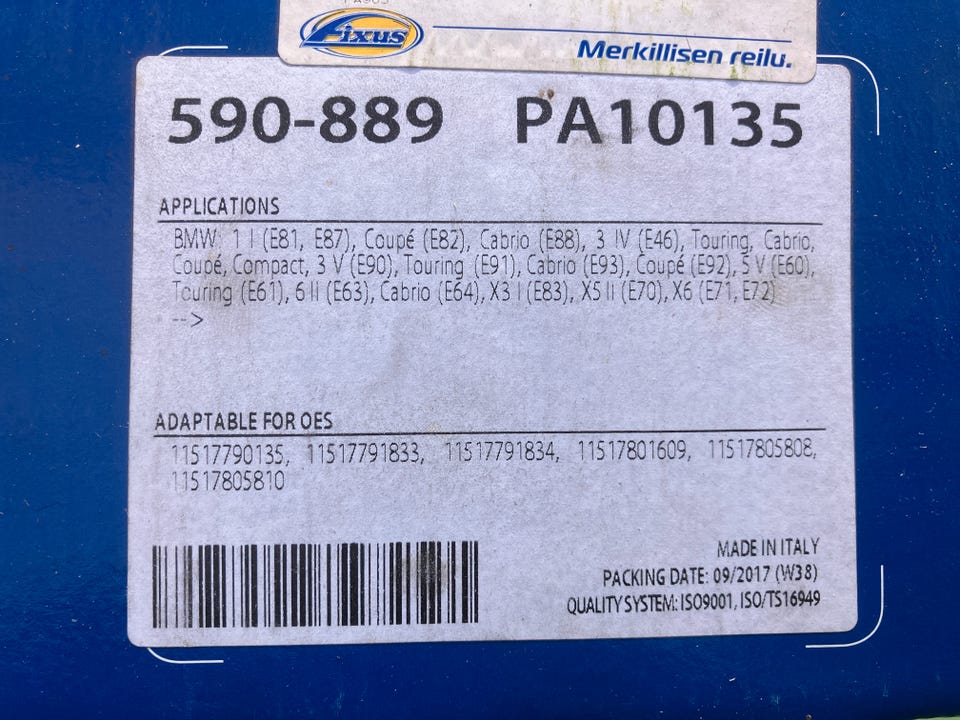 Fixus
Merkillisen reilu.
590-889 PA10135
APPLICATIONS
BMW: 1 I (E81, E87), Coupé (E82), Cabrio (E88), 3 IV (E46), Touring, Cabrio,
Coupé, Compact, 3 V (E90), Touring (E91), Cabrio (E93), Coupé (E92), 5 V (E60),
Touring (E61), 6 II (E63), Cabrio (E64), X3 I (E83), X5 II (E70), X6 (E71, E72)
-->
ADAPTABLE FOR OES
11517790135, 11517791833, 11517791834, 11517801609, 11517805808,
11517805810
MADE IN ITALY
PACKING DATE: 09/2017 (W38)
QUALITY SYSTEM: ISO9001, ISO/TS16949